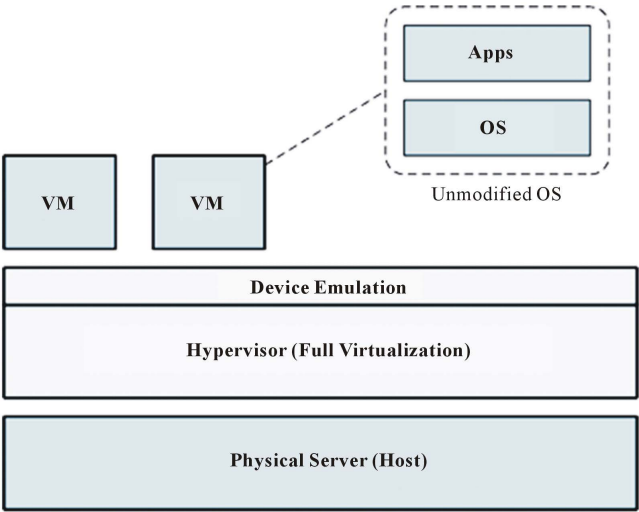 Apps
OS
Unmodified OS
VM
VM
Device Emulation
Hypervisor (Full Virtualization)
Physical Server (Host)